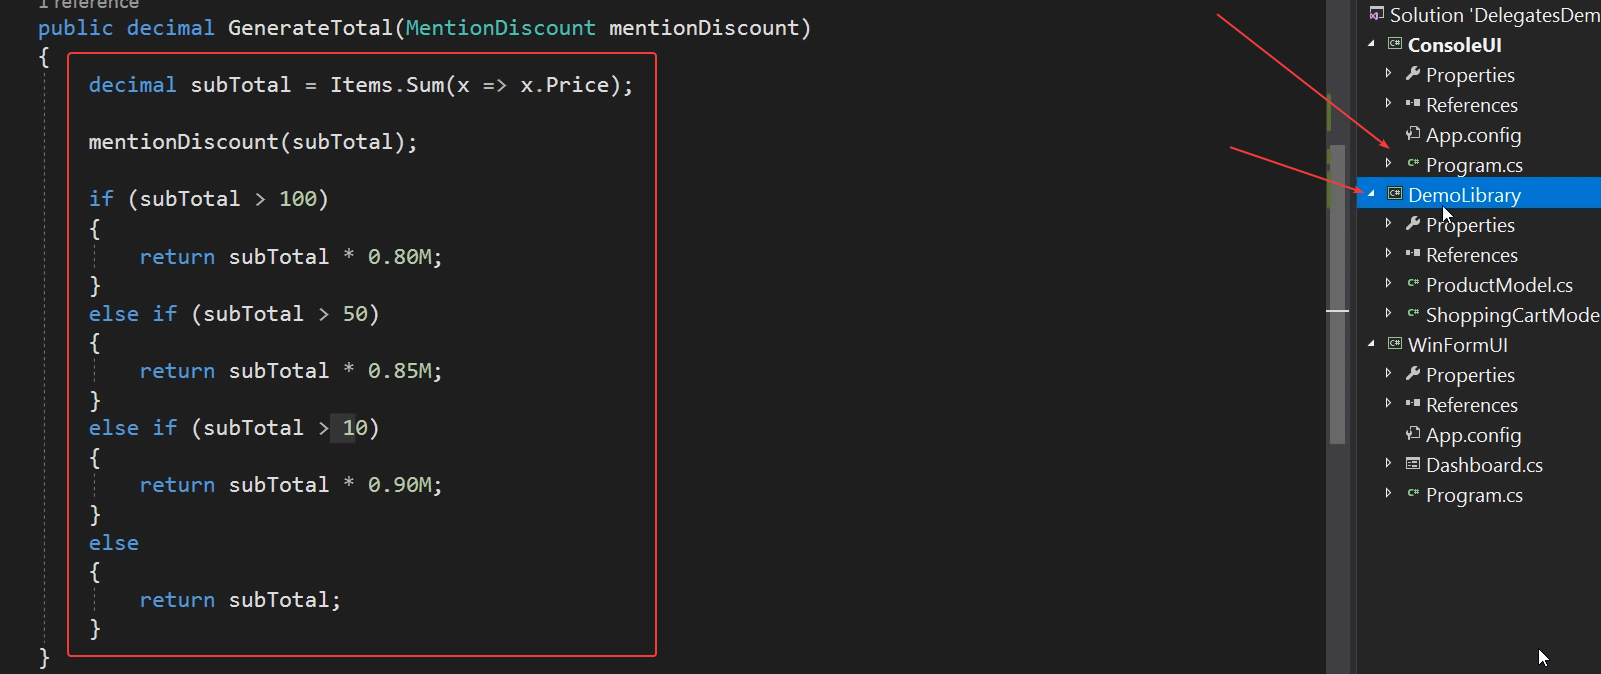 1 reference
public decimal GenerateTotal(MentionDiscount mentionDiscount)
{
decimal subTotal = Items.Sum(x => x.Price);
mentionDiscount(subTotal);
if (subTotal > 100)
{
return subTotal * 0.80M;
}
else if (subTotal > 50)
{
return subTotal * 0.85M;
}
else if (subTotal > 10)
{
return subTotal * 0.90M;
}
else
{
return subTotal;
}
}
Solution 'DelegatesDem
C# ConsoleUI
Properties
References
App.config
C# Program.cs
C# DemoLibrary
Properties
References
C# ProductModel.cs
C# ShoppingCartMode
C# WinFormUI
Properties
References
App.config
Dashboard.cs
C# Program.cs